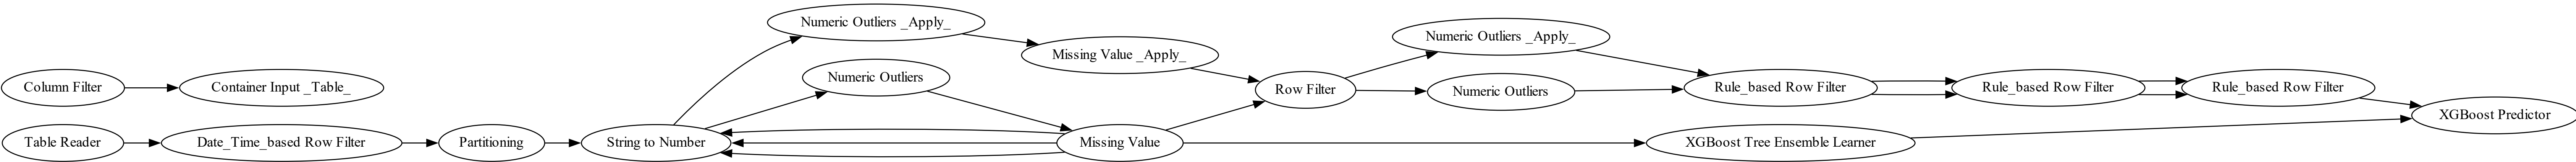 Column Filter
Container Input _Table_
Table Reader
Date_Time_based Row Filter
Partitioning
String to Number
Numeric Outliers _Apply_
Numeric Outliers
Missing Value _Apply_
Missing Value
Row Filter
Numeric Outliers _Apply_
Numeric Outliers
Rule_based Row Filter
Rule_based Row Filter
Rule_based Row Filter
XGBoost Tree Ensemble Learner
XGBoost Predictor